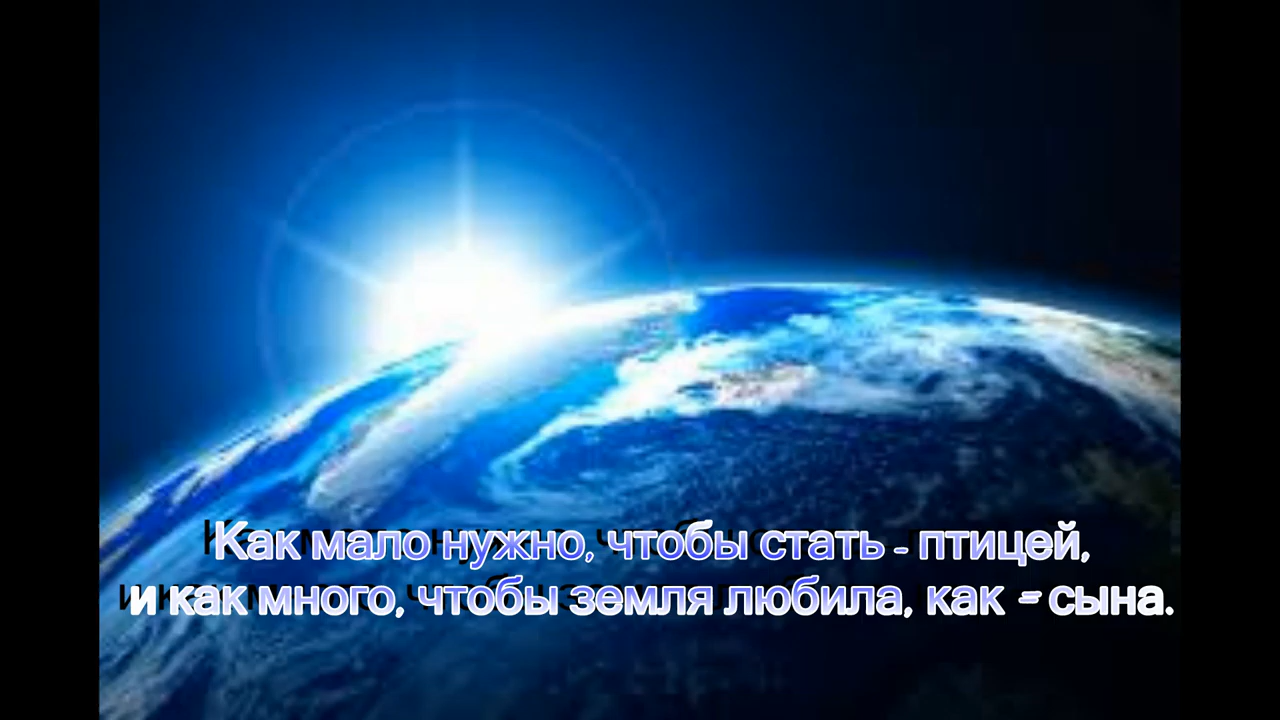 Как мало нужно, чтобы стать - птицей,
и как много, чтобы земля любила, как - сына.